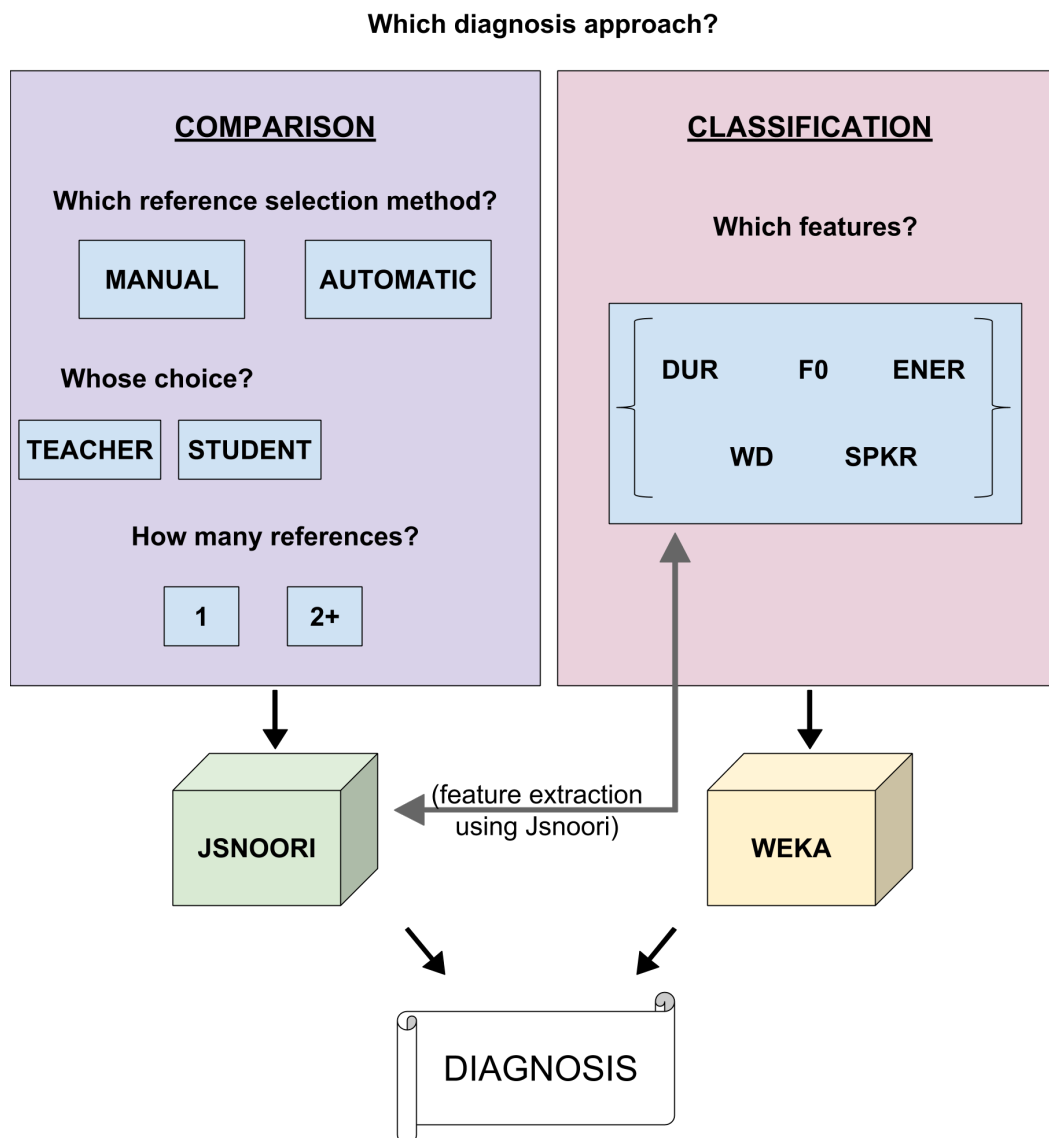 Which diagnosis approach?
COMPARISON
Which reference selection method?
MANUAL
AUTOMATIC
Whose choice?
TEACHER
STUDENT
How many references?
1
2+
CLASSIFICATION
Which features?
DUR
F0
ENER
WD
SPKR
JSNOORI
(feature extraction
using Jsnoori)
WEKA
DIAGNOSIS